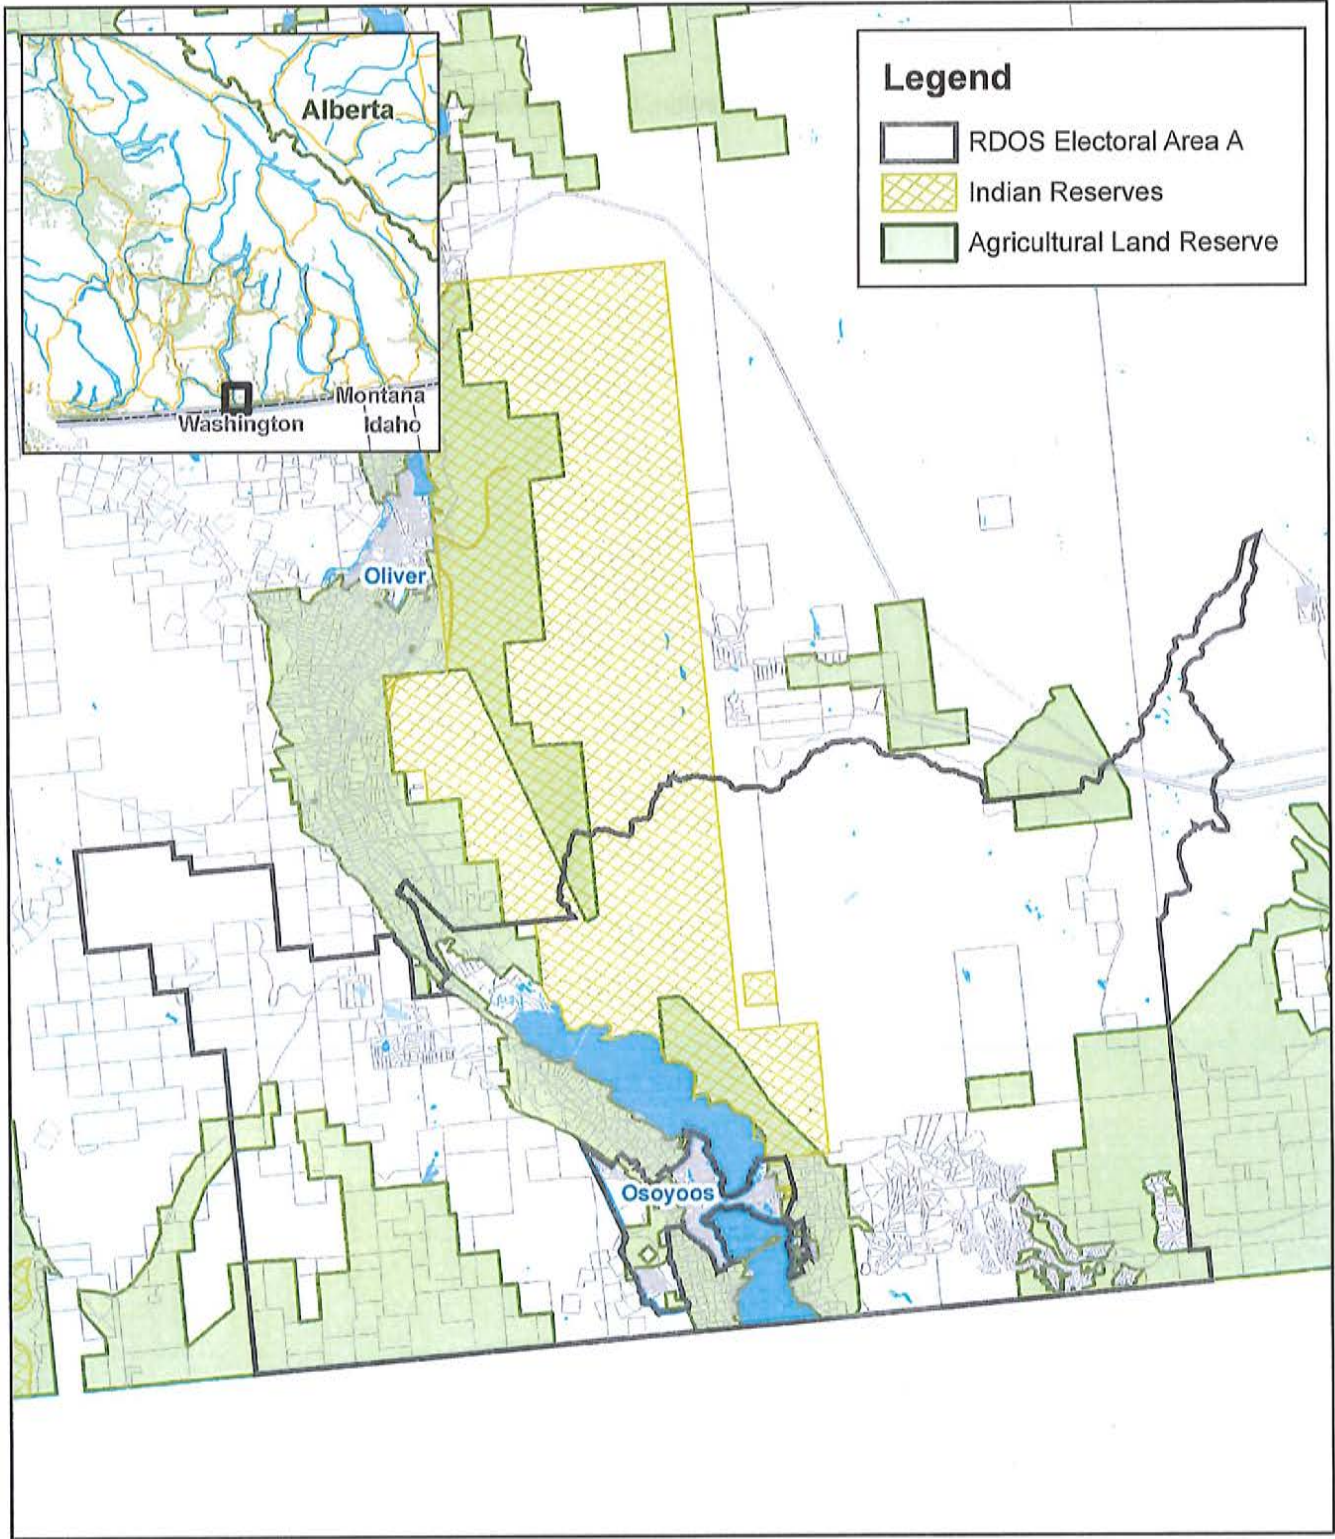 Alberta
Montana
Washington
Idaho
Legend
RDOS Electoral Area A
Indian Reserves
Agricultural Land Reserve
Oliver
Osoyoos